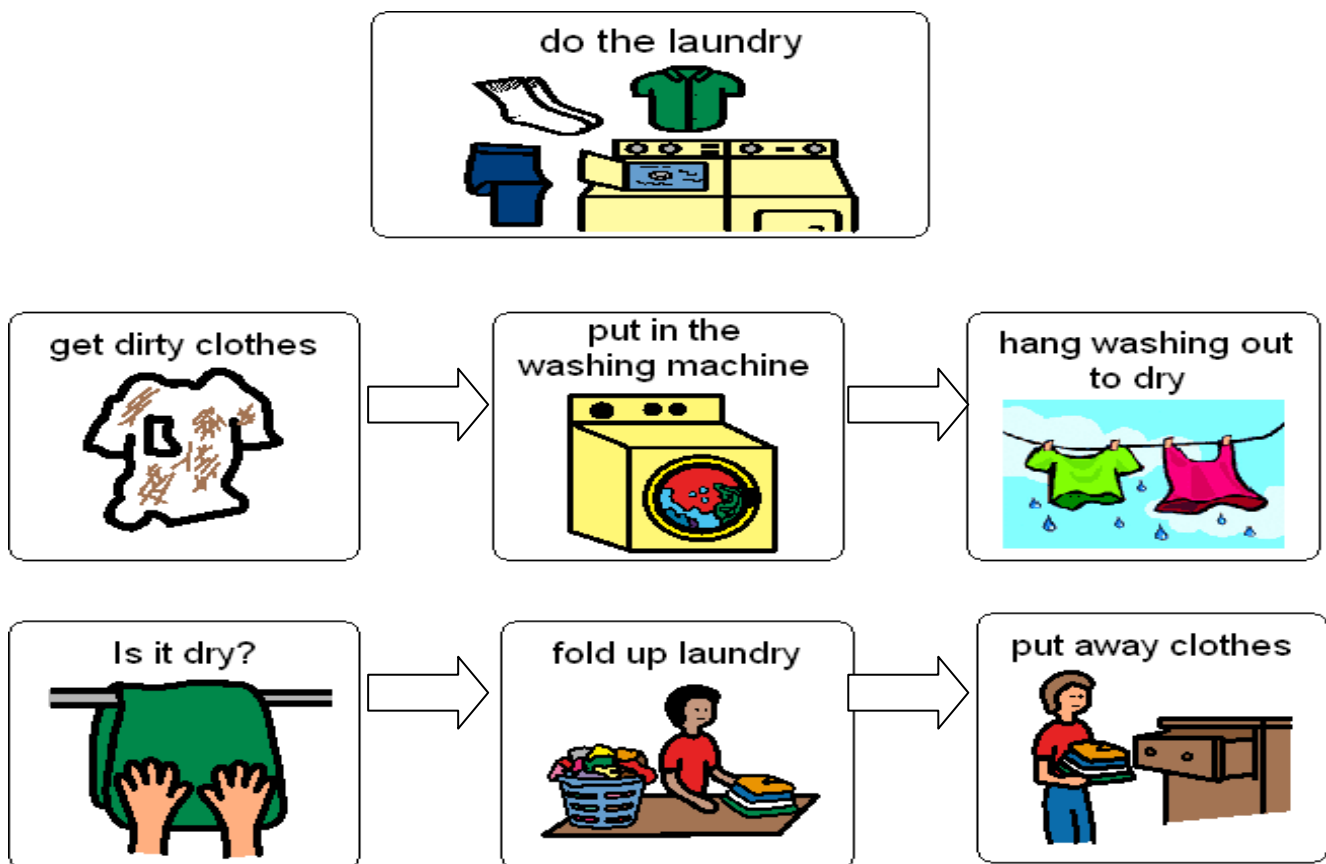 do the laundry
get dirty clothes
put in the
washing machine
hang washing out
to dry
Is it dry?
fold up laundry
put away clothes